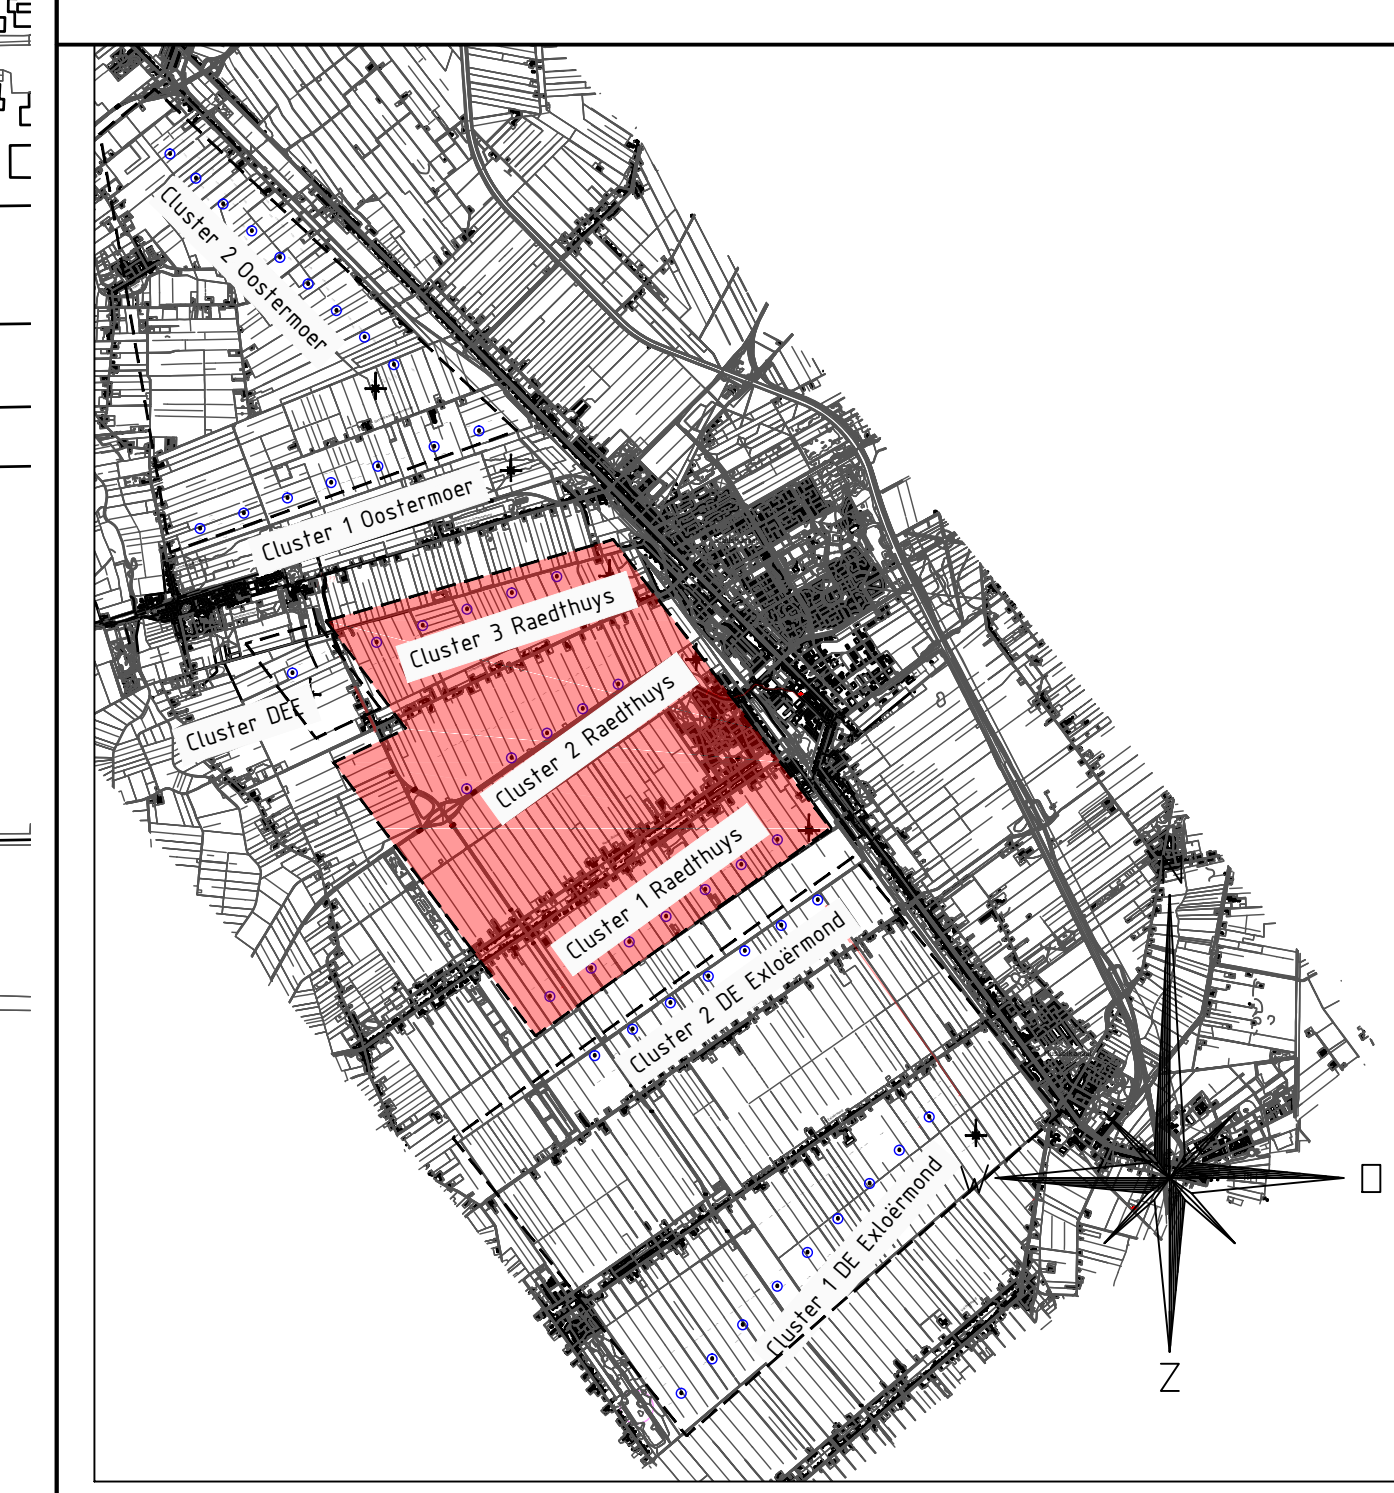 Cluster 2 Oostermoer
Cluster 1 Oostermoer
Cluster 3 Raedthuys
Cluster 2 Raedthuys
Cluster DEE
Cluster 1 Raedthuys
Cluster 2 DE Exloërmond
Cluster 1 DE Exloërmond
N
W
Z